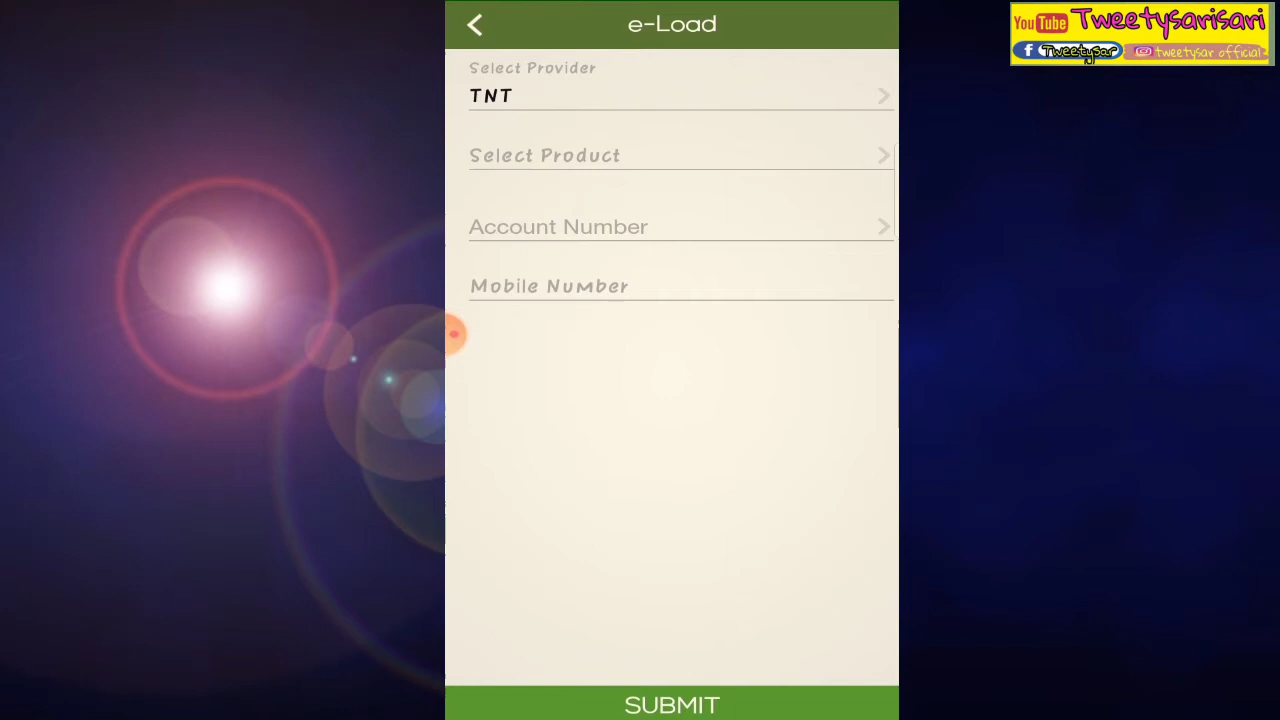 e-Load
YouTube Tweetysarisari
f Tweetysar tweetysar official
Select Provider
TNT
Select Product
Account Number
Mobile Number
SUBMIT